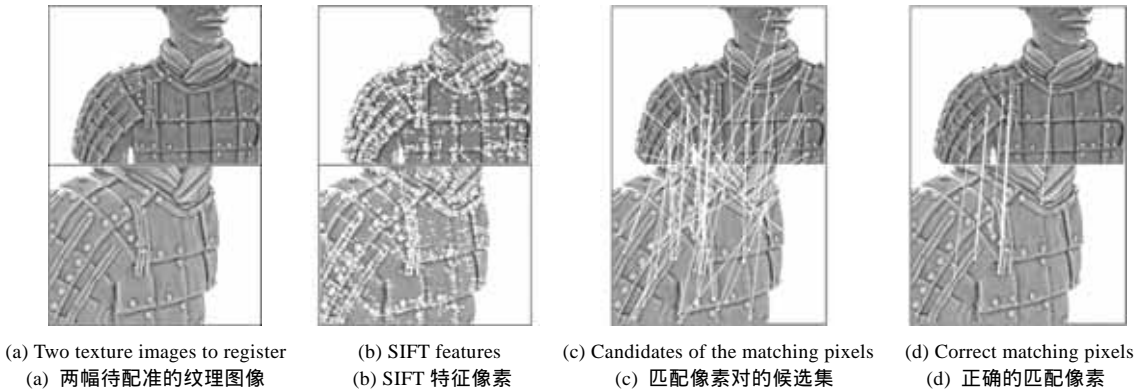 (a) Two texture images to register
(a) 两幅待配准的纹理图像
(b) SIFT features
(b) SIFT 特征像素
(c) Candidates of the matching pixels
(c) 匹配像素对的候选集
(d) Correct matching pixels
(d) 正确的匹配像素